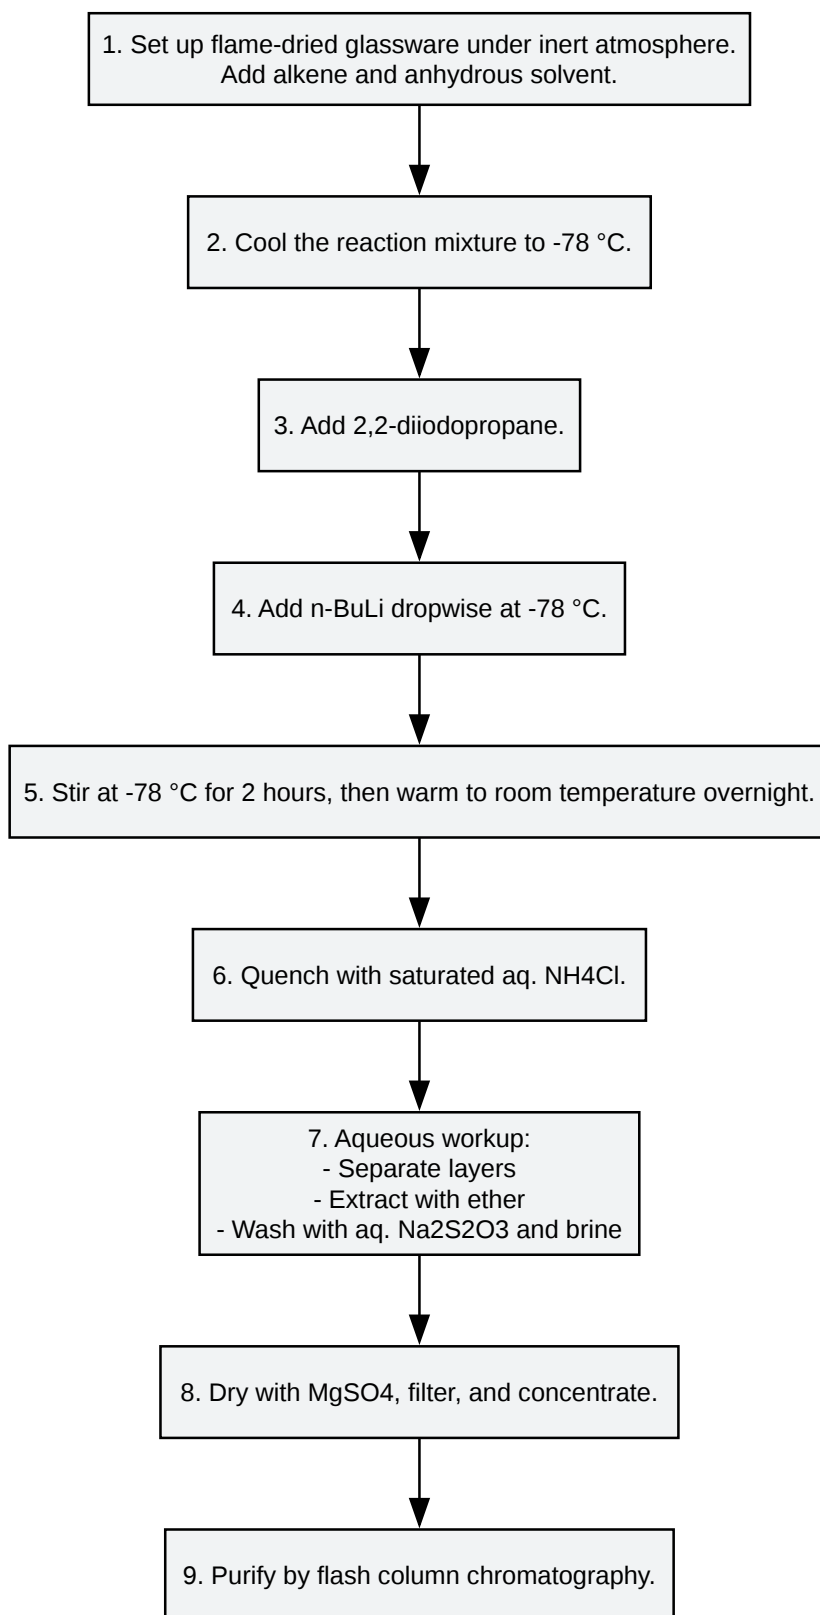 1. Set up flame-dried glassware under inert atmosphere.
Add alkene and anhydrous solvent.
2. Cool the reaction mixture to -78 °C.
3. Add 2,2-diiodopropane.
4. Add n-BuLi dropwise at -78 °C.
5. Stir at -78 °C for 2 hours, then warm to room temperature overnight.
6. Quench with saturated aq. NH4Cl.
7. Aqueous workup:
- Separate layers
- Extract with ether
- Wash with aq. Na2S2O3 and brine
8. Dry with MgSO4, filter, and concentrate.
9. Purify by flash column chromatography.